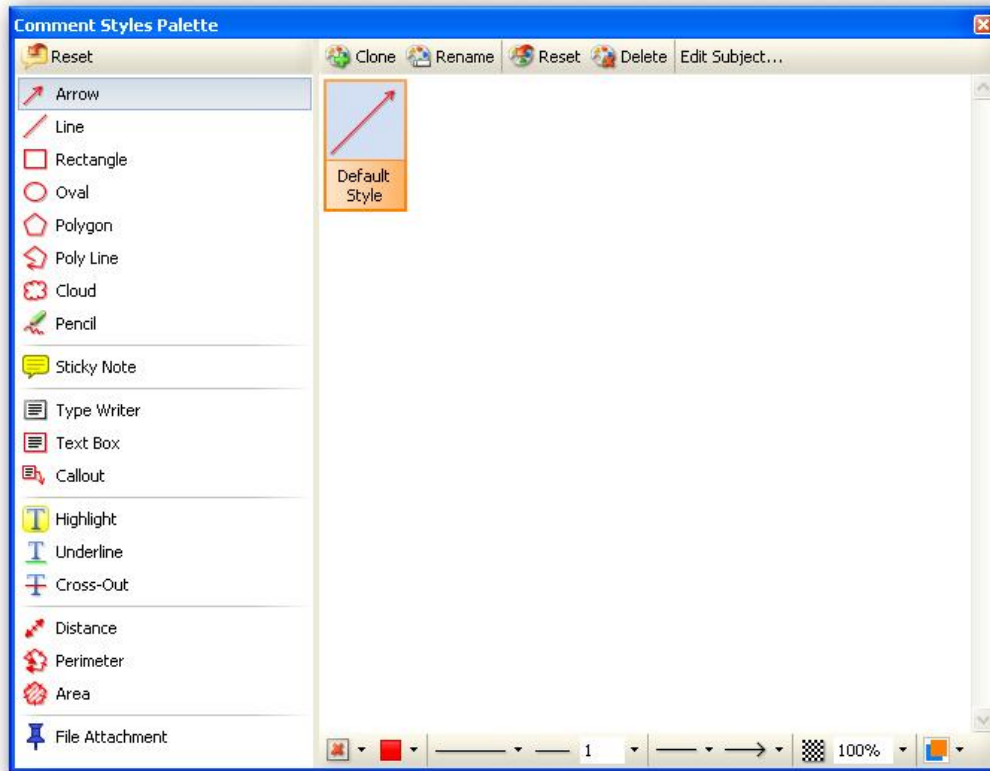 Comment Styles Palette
Reset
Clone Rename Reset Delete Edit Subject...
Arrow
Line
Rectangle
Oval
Polygon
Poly Line
Cloud
Pencil
Sticky Note
Type Writer
Text Box
Callout
Highlight
Underline
Cross-Out
Distance
Perimeter
Area
File Attachment
Default
Style
1
100%